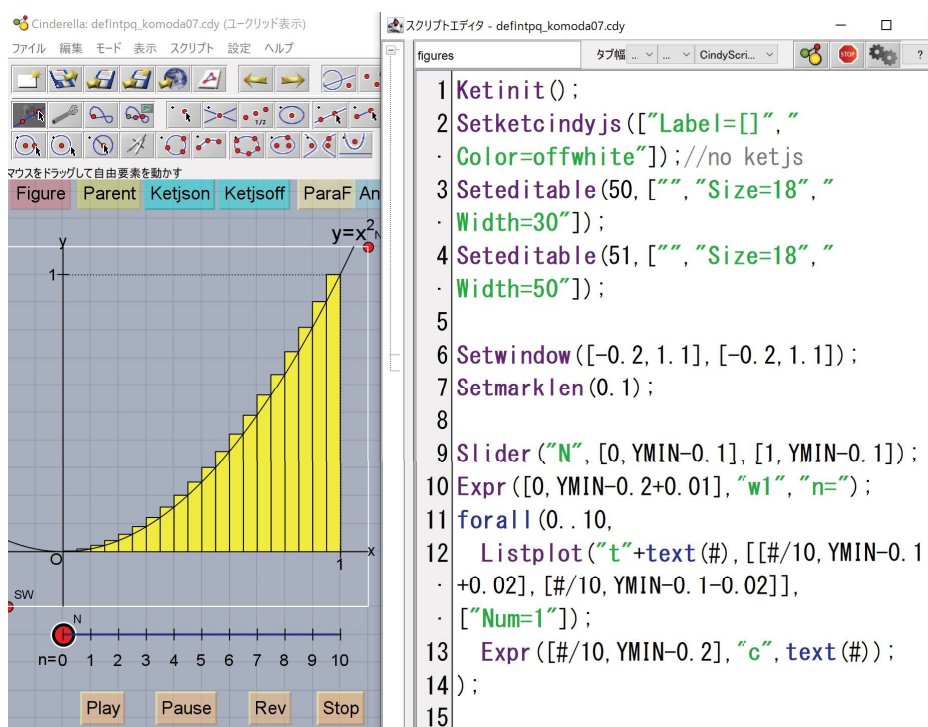 Cinderella: defintpq_komoda07.cdy (ユークリッド表示)
ファイル 編集 モード 表示 スクリプト 設定 ヘルプ
マウスをドラッグして自由要素を動かす
Figure Parent Ketjson Ketjsoff ParaF An
y
y=x2
N
1
O
1
x
SW
N
n=0 1 2 3 4 5 6 7 8 9 10
Play Pause Rev Stop
スクリプトエディタ - defintpq_komoda07.cdy
figures タブ幅 ... ... CindyScri... STOP ?
1 Ketinit();
2 Setketcindyjs(["Label=[]","
Color=offwhite"]);//no ketjs
3 Seteditable(50,["","Size=18","
Width=30"]);
4 Seteditable(51,["","Size=18","
Width=50"]);
5
6 Setwindow([-0.2,1.1],[-0.2,1.1]);
7 Setmarklen(0.1);
8
9 Slider("N",[0,YMIN-0.1],[1,YMIN-0.1]);
10 Expr([0,YMIN-0.2+0.01],"w1","n=");
11 forall(0..10,
12 Listplot("t"+text(#),[[#/10,YMIN-0.1
+0.02],[#/10,YMIN-0.1-0.02]],
["Num=1"]);
13 Expr([#/10,YMIN-0.2],"c",text(#));
14 );
15